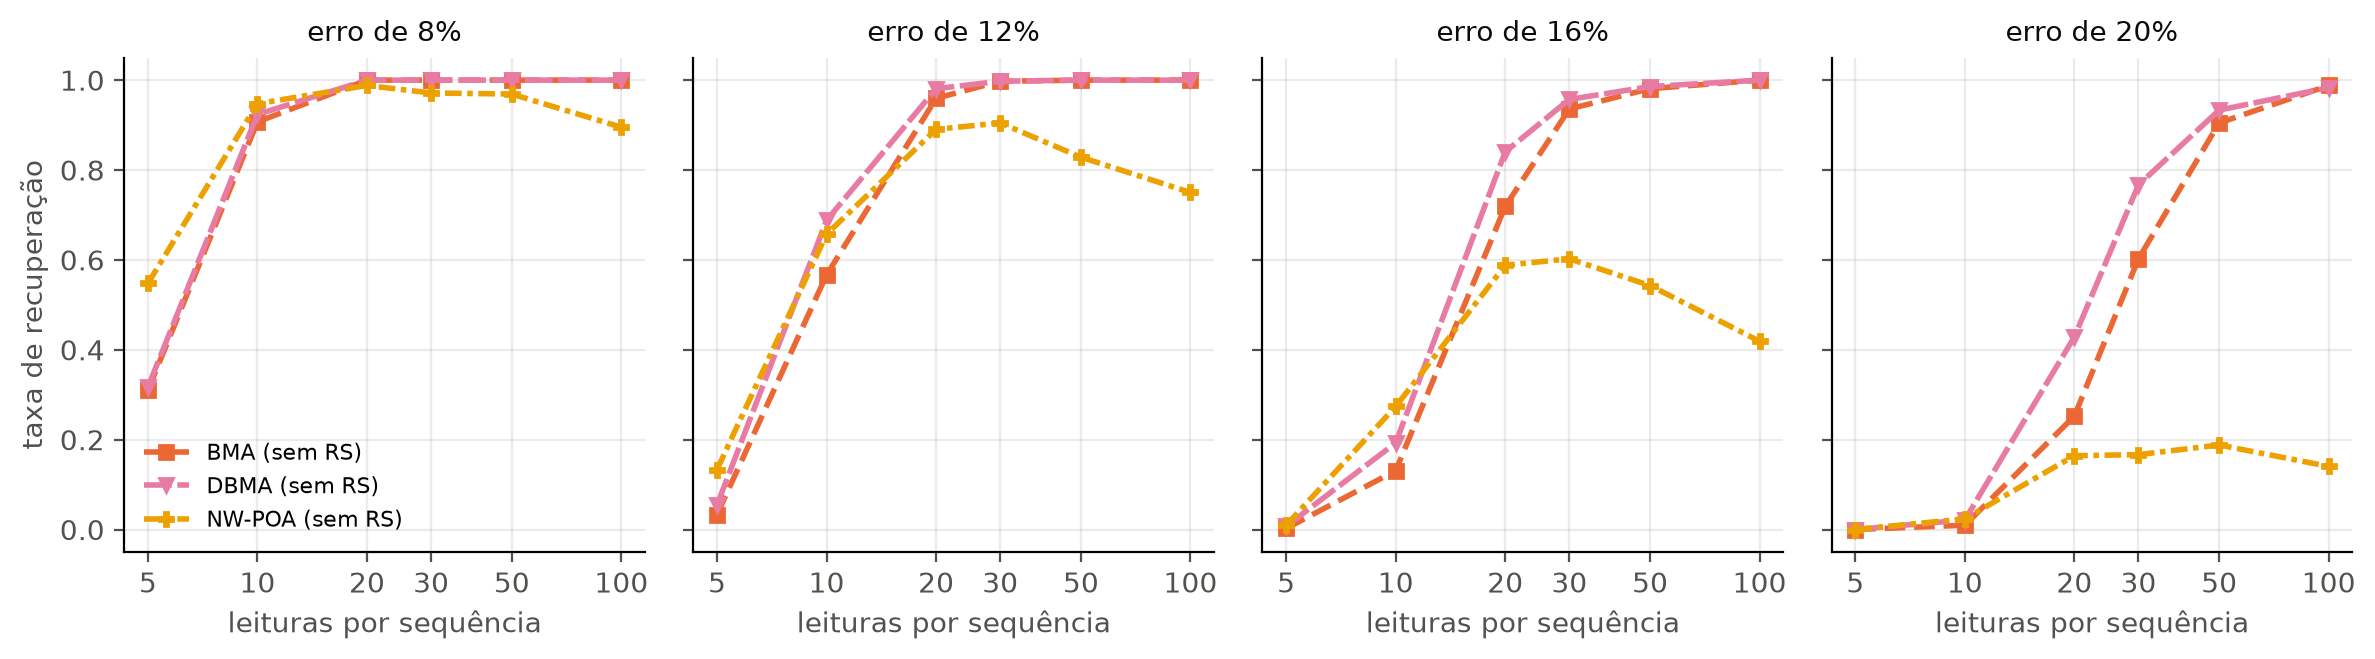 erro de 8%
erro de 12%
erro de 16%
erro de 20%
taxa de recuperação
1.0
0.8
0.6
0.4
0.2
0.0
BMA (sem RS)
DBMA (sem RS)
NW-POA (sem RS)
5 10 20 30 50 100
5 10 20 30 50 100
5 10 20 30 50 100
5 10 20 30 50 100
leituras por sequência
leituras por sequência
leituras por sequência
leituras por sequência